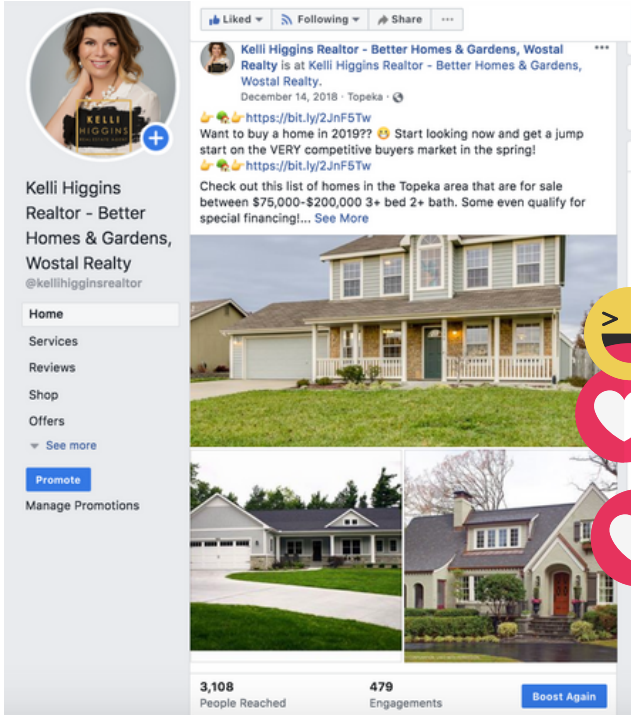 Liked
Following
Share
Kelli Higgins Realtor - Better Homes & Gardens, Wostal
Realty is at Kelli Higgins Realtor - Better Homes & Gardens,
Wostal Realty.
December 14, 2018 · Topeka ·
https://bit.ly/2JnF5Tw
Want to buy a home in 2019?? 😁 Start looking now and get a jump
start on the VERY competitive buyers market in the spring!
https://bit.ly/2JnF5Tw
Check out this list of homes in the Topeka area that are for sale
between $75,000-$200,000 3+ bed 2+ bath. Some even qualify for
special financing!... See More
KELLI
HIGGINS
Kelli Higgins
Realtor - Better
Homes & Gardens,
Wostal Realty
@kellihigginsrealtor
Home
Services
Reviews
Shop
Offers
See more
Promote
Manage Promotions
3,108
People Reached
479
Engagements
Boost Again